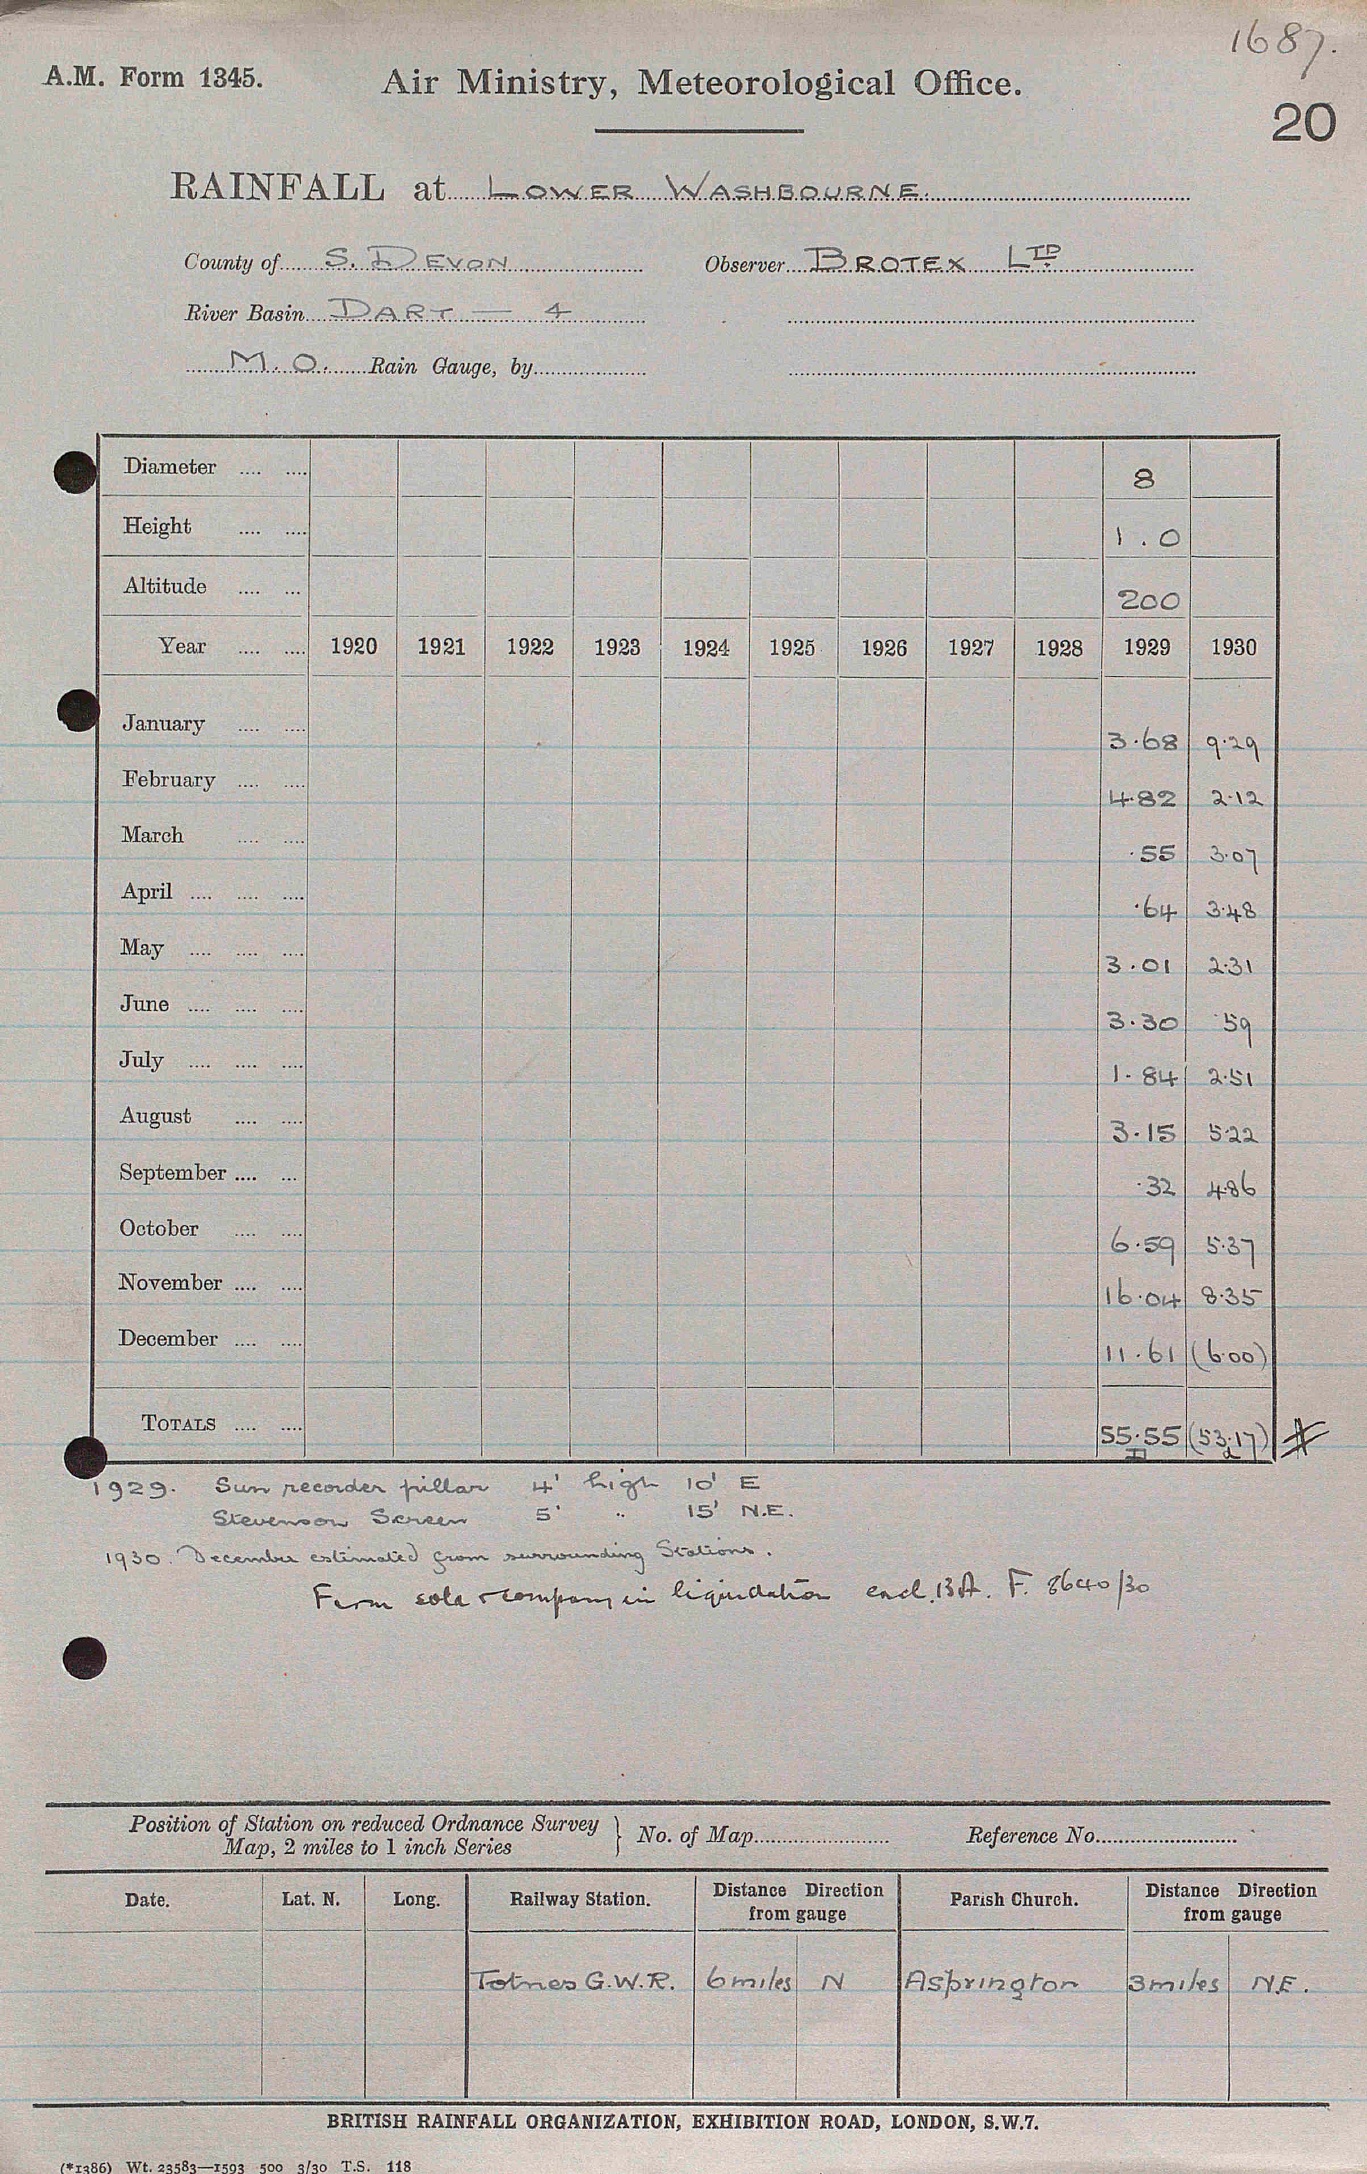 1687.
A.M. Form 1345. Air Ministry, Meteorological Office.
20
RAINFALL at LOWER WASHBOURNE.
County of S. DEVON Observer BROTEX LTD
River Basin DART — 4
M.O. Rain Gauge, by
Diameter .... .... 8
Height .... .... 1.0
Altitude .... ... 200
Year .... .... 1920 1921 1922 1923 1924 1925 1926 1927 1928 1929 1930
January .... .... 3.68 9.29
February .... .... 4.82 2.12
March .... .... .55 3.07
April .... .... .... .64 3.48
May .... .... .... 3.01 2.31
June .... .... .... 3.30 .59
July .... .... .... 1.84 2.51
August .... .... 3.15 5.22
September .... ... .32 4.86
October .... .... 6.59 5.37
November .... .... 16.04 8.35
December .... .... 11.61 (6.00)
TOTALS .... .... 55.55 (53.17)
1929. Sun recorder pillar 4' high 10' E
Stevenson Screen 5' " 15' N.E.
1930. December estimated from surrounding Stations.
Farm sold & company in liquidation encl. 13A. F. 8640/30
Position of Station on reduced Ordnance Survey
Map, 2 miles to 1 inch Series } No. of Map Reference No.
Date. Lat. N. Long. Railway Station. Distance Direction from gauge Parish Church. Distance Direction from gauge
Totnes G.W.R. 6 miles N Asprington 3 miles N.E.
BRITISH RAINFALL ORGANIZATION, EXHIBITION ROAD, LONDON, S.W.7.
(*1386) Wt. 23583—1593 500 3/30 T.S. 118